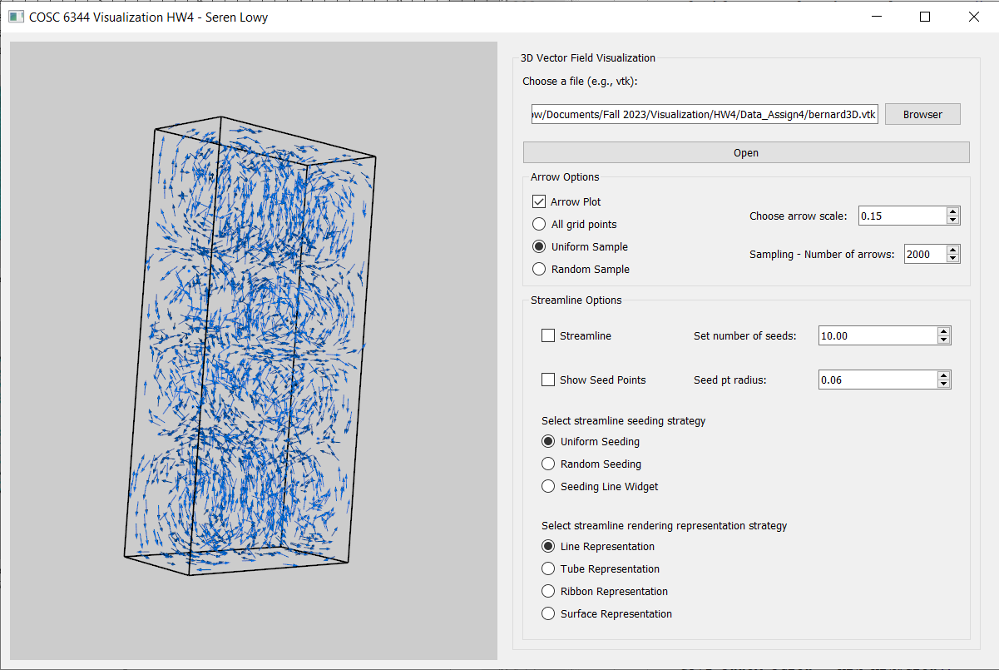 COSC 6344 Visualization HW4 - Seren Lowy
3D Vector Field Visualization
Choose a file (e.g., vtk):
ow/Documents/Fall 2023/Visualization/HW4/Data_Assign4/bernard3D.vtk
Browser
Open
Arrow Options
Arrow Plot
All grid points
Uniform Sample
Random Sample
Choose arrow scale:
0.15
Sampling - Number of arrows:
2000
Streamline Options
Streamline
Set number of seeds:
10.00
Show Seed Points
Seed pt radius:
0.06
Select streamline seeding strategy
Uniform Seeding
Random Seeding
Seeding Line Widget
Select streamline rendering representation strategy
Line Representation
Tube Representation
Ribbon Representation
Surface Representation